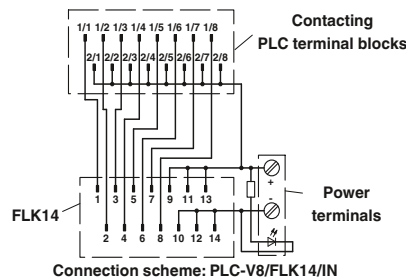 Contacting
PLC terminal blocks
1/1 1/2 1/3 1/4 1/5 1/6 1/7 1/8
2/1 2/2 2/3 2/4 2/5 2/6 2/7 2/8
+
-
Power
terminals
FLK14
1 3 5 7 9 11 13
2 4 6 8 10 12 14
Connection scheme: PLC-V8/FLK14/IN